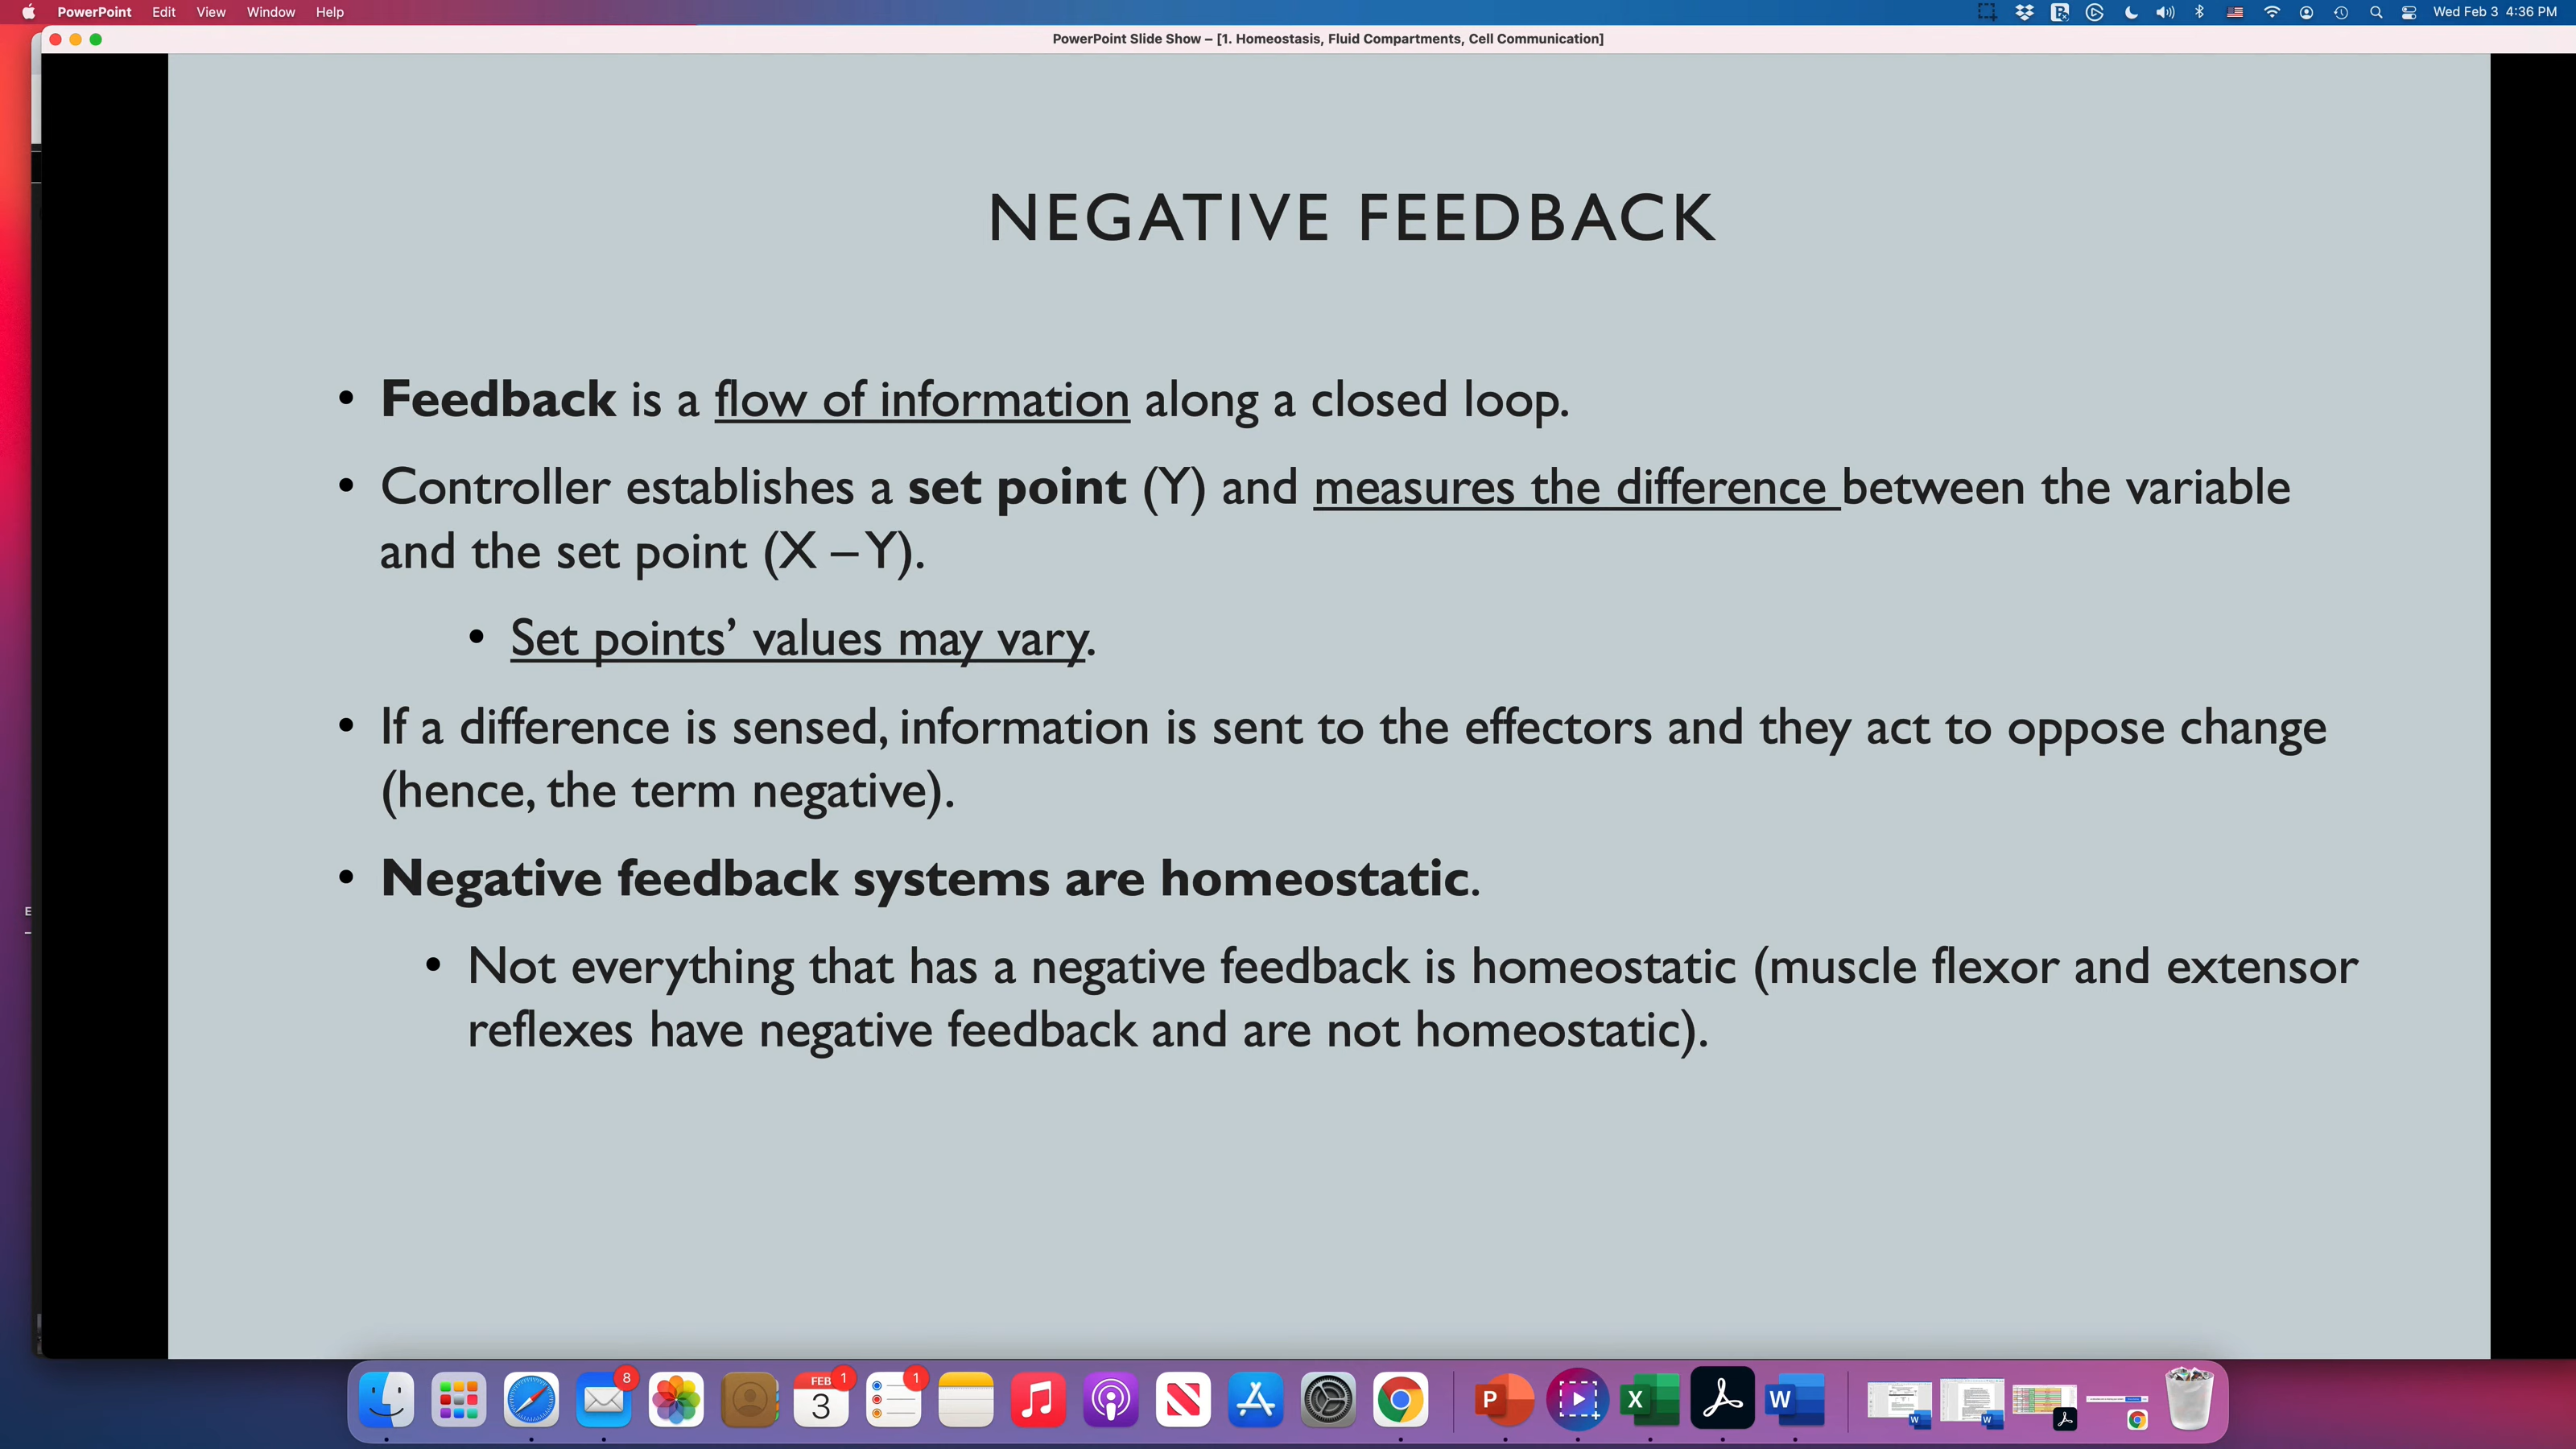 PowerPoint Edit View Window Help Wed Feb 3 4:36 PM
PowerPoint Slide Show – [1. Homeostasis, Fluid Compartments, Cell Communication]
NEGATIVE FEEDBACK
• Feedback is a flow of information along a closed loop.
• Controller establishes a set point (Y) and measures the difference between the variable
and the set point (X – Y).
• Set points’ values may vary.
• If a difference is sensed, information is sent to the effectors and they act to oppose change
(hence, the term negative).
• Negative feedback systems are homeostatic.
• Not everything that has a negative feedback is homeostatic (muscle flexor and extensor
reflexes have negative feedback and are not homeostatic).
E
8
FEB 1
3
1
P
X
W
W
W